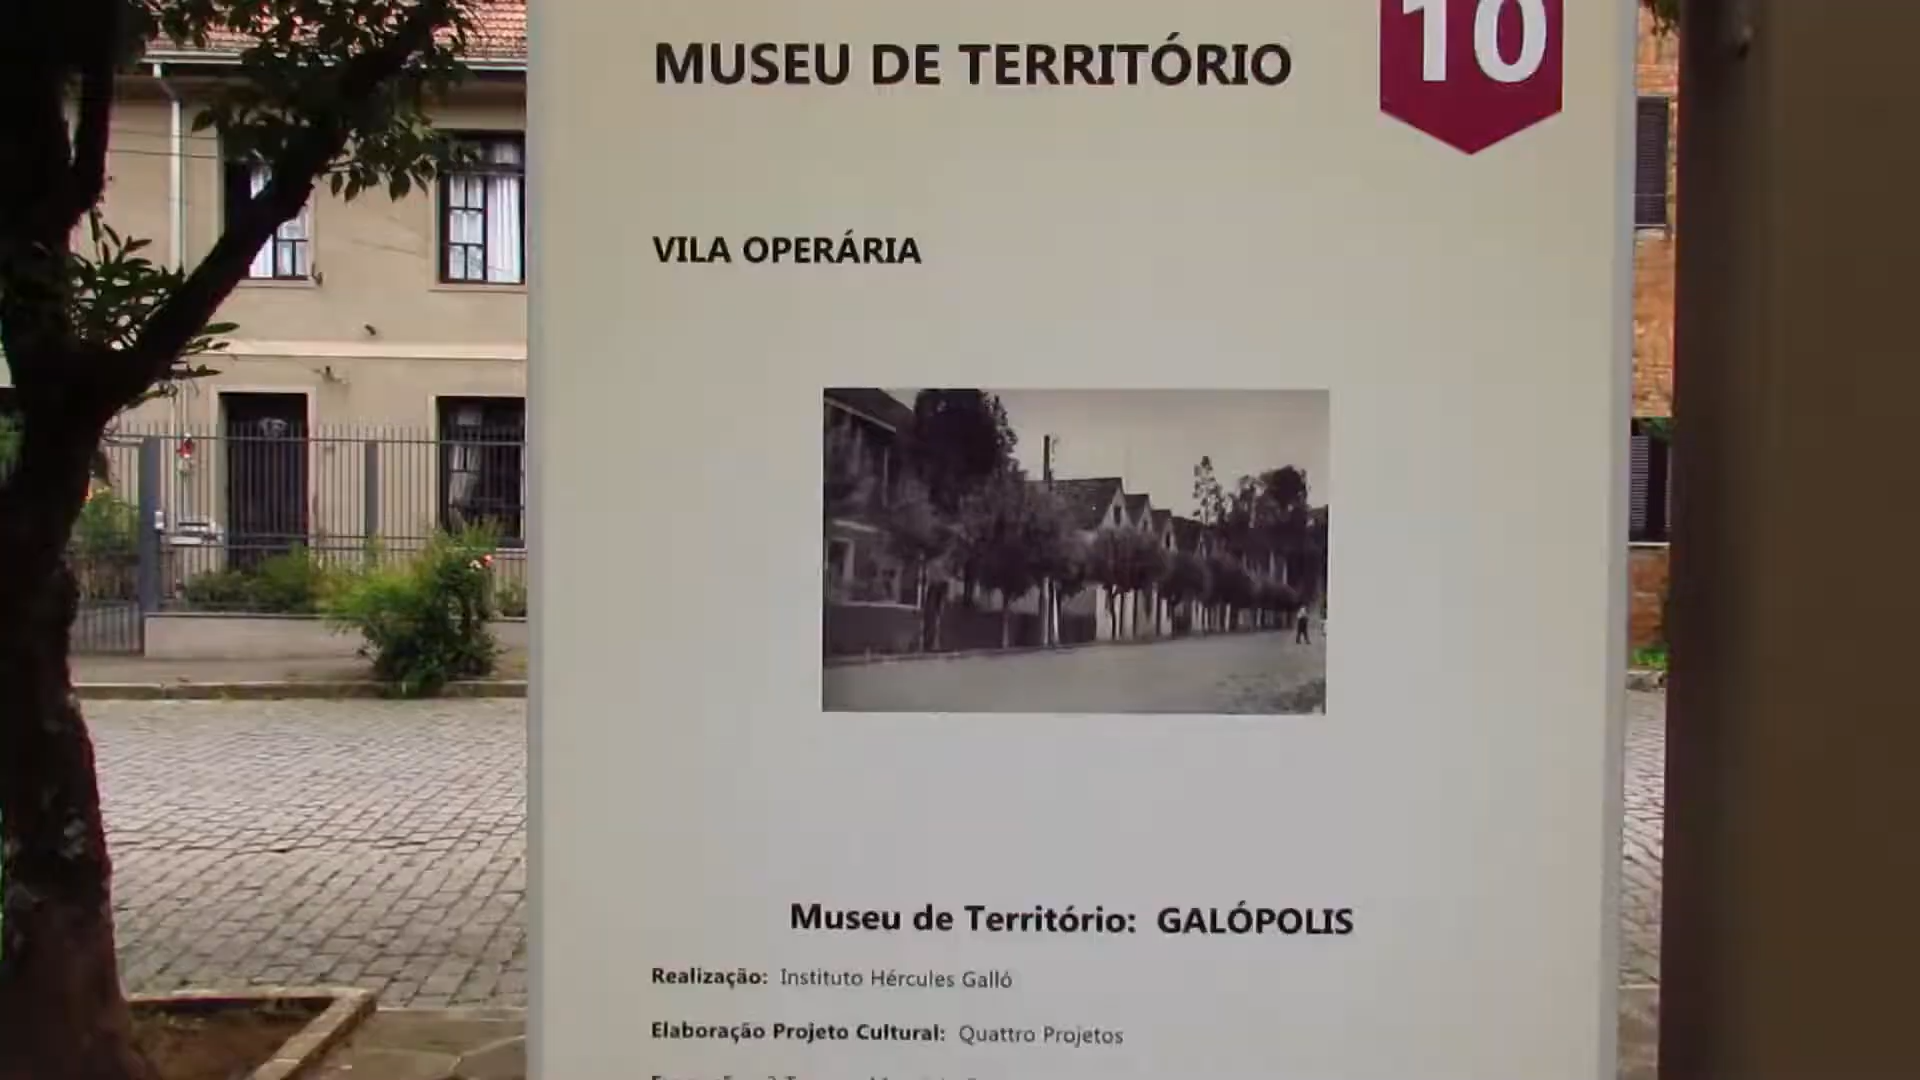 MUSEU DE TERRITÓRIO
10
VILA OPERÁRIA
Museu de Território: GALÓPOLIS
Realização: Instituto Hércules Galló
Elaboração Projeto Cultural: Quattro Projetos